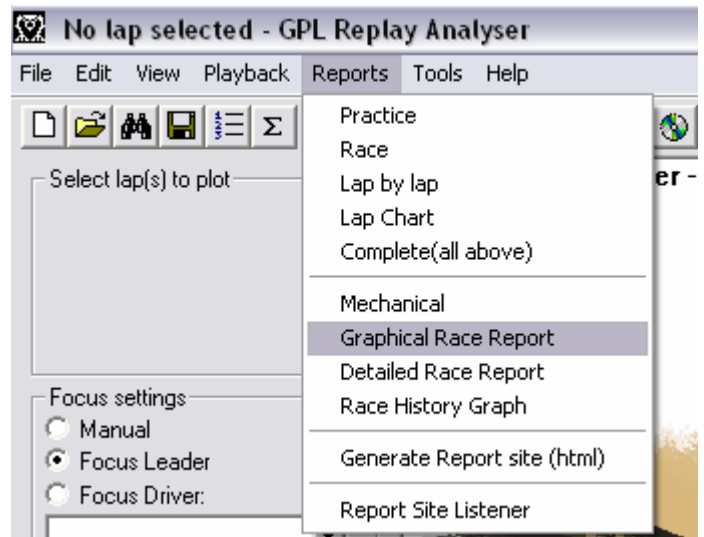 No lap selected - GPL Replay Analyser
File Edit View Playback Reports Tools Help
Σ
er -
Select lap(s) to plot
Practice
Race
Lap by lap
Lap Chart
Complete(all above)
Mechanical
Graphical Race Report
Detailed Race Report
Race History Graph
Generate Report site (html)
Report Site Listener
Focus settings
Manual
Focus Leader
Focus Driver: